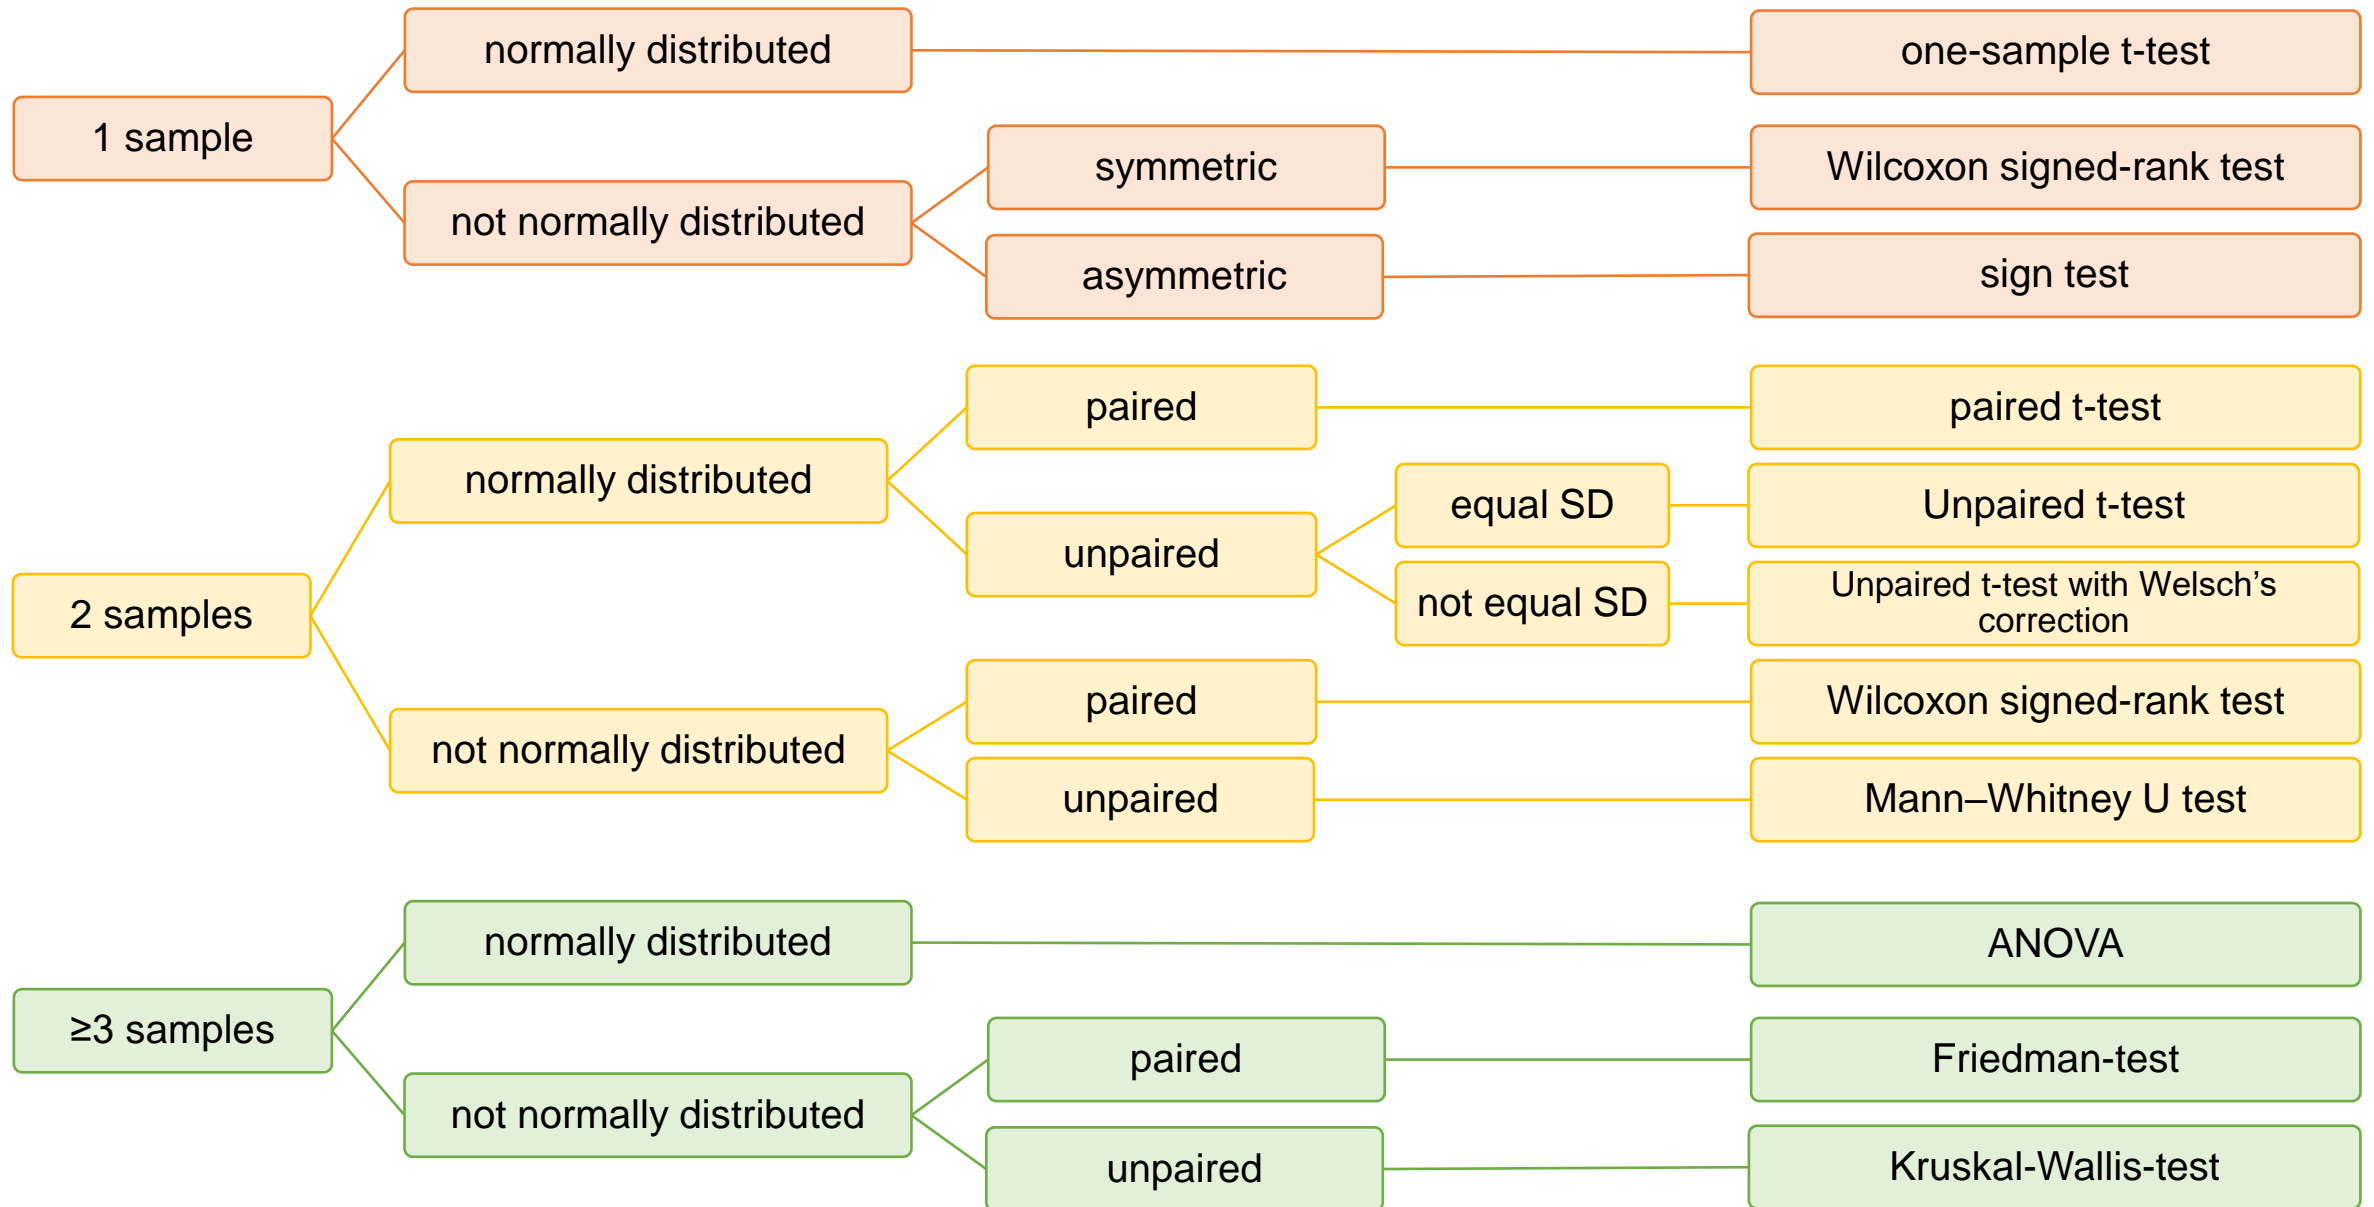 normally distributed
one-sample t-test
1 sample
symmetric
Wilcoxon signed-rank test
not normally distributed
asymmetric
sign test
paired
paired t-test
normally distributed
equal SD
Unpaired t-test
unpaired
not equal SD
Unpaired t-test with Welsch’s
correction
2 samples
paired
Wilcoxon signed-rank test
not normally distributed
unpaired
Mann–Whitney U test
normally distributed
ANOVA
≥3 samples
paired
Friedman-test
not normally distributed
unpaired
Kruskal-Wallis-test